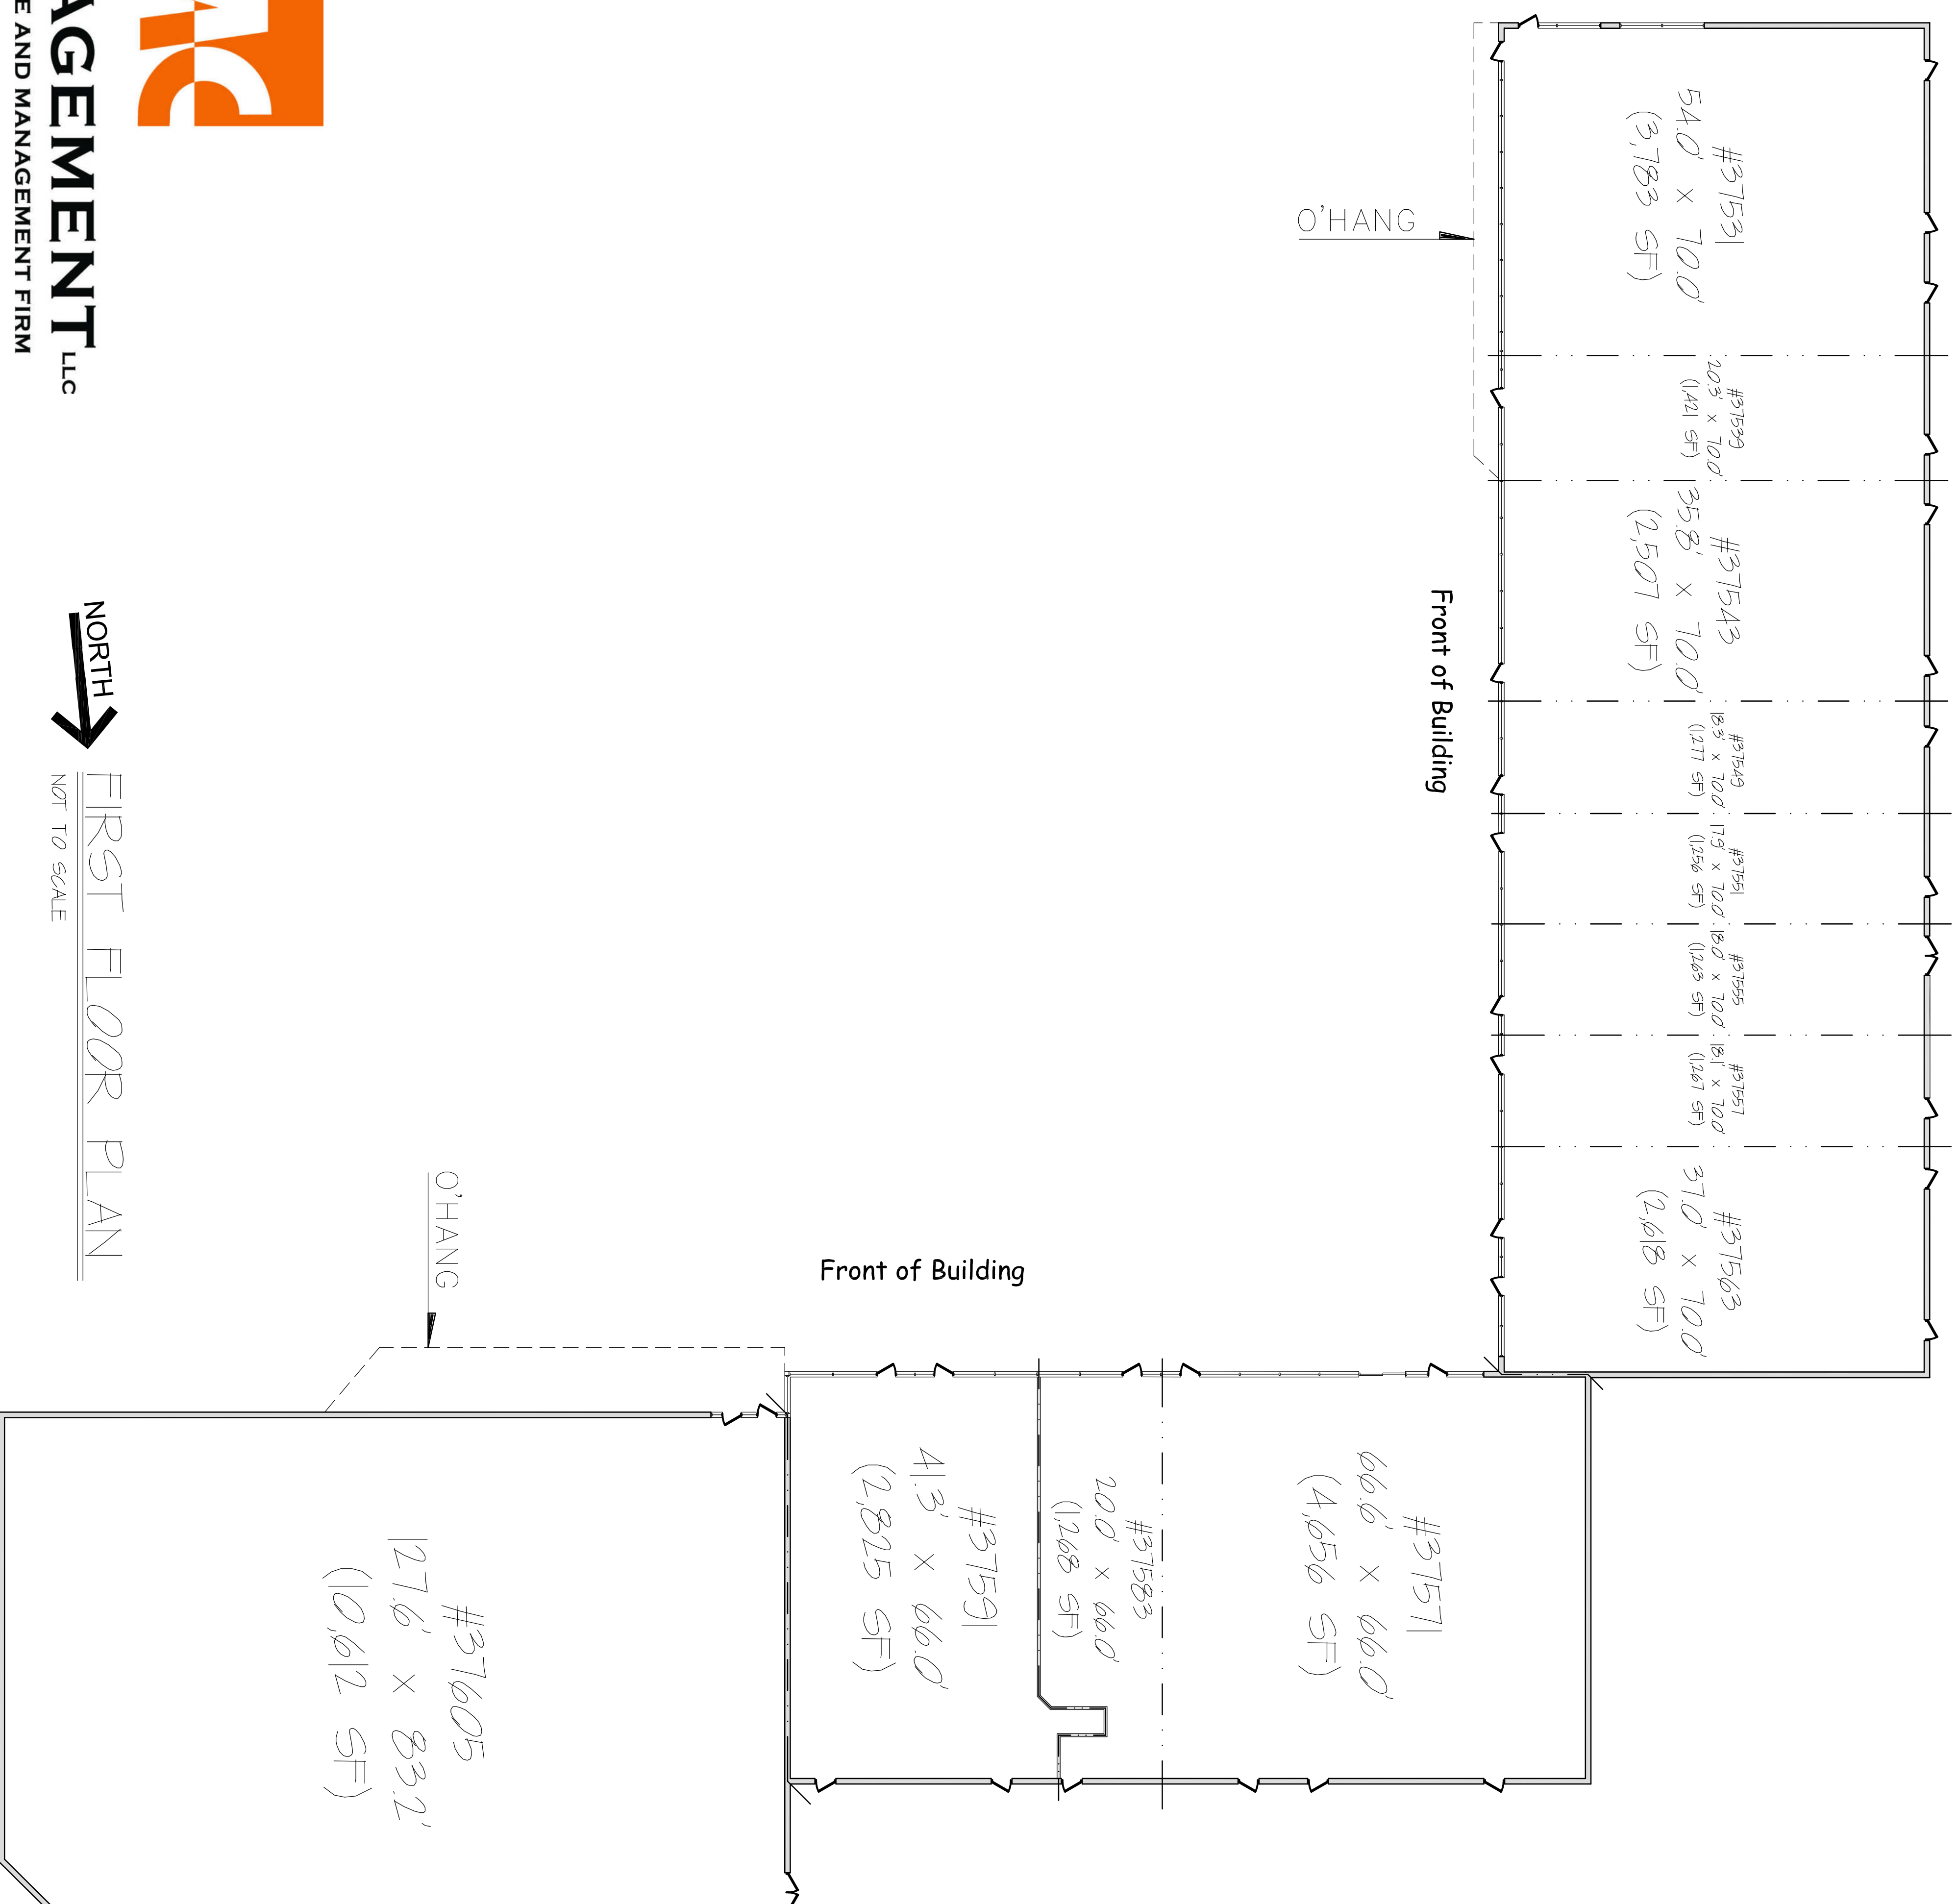 AGEMENT LLC
E AND MANAGEMENT FIRM
NORTH
FIRST FLOOR PLAN
NOT TO SCALE
O'HANG
Front of Building
#37531
54.0' x 70.0'
(3,783 SF)
#37539
20.3' x 70.0'
(1,421 SF)
#37543
35.8' x 70.0'
(2,507 SF)
#37549
18.3' x 70.0'
(1,277 SF)
#37551
17.9' x 70.0'
(1,256 SF)
#37555
18.0' x 70.0'
(1,263 SF)
#37557
18.1' x 70.0'
(1,267 SF)
#37563
37.0' x 70.0'
(2,618 SF)
Front of Building
O'HANG
#37571
66.6' x 66.0'
(4,656 SF)
#37583
20.0' x 66.0'
(1,268 SF)
#37591
41.3' x 66.0'
(2,825 SF)
#37605
127.6' x 83.2'
(10,612 SF)